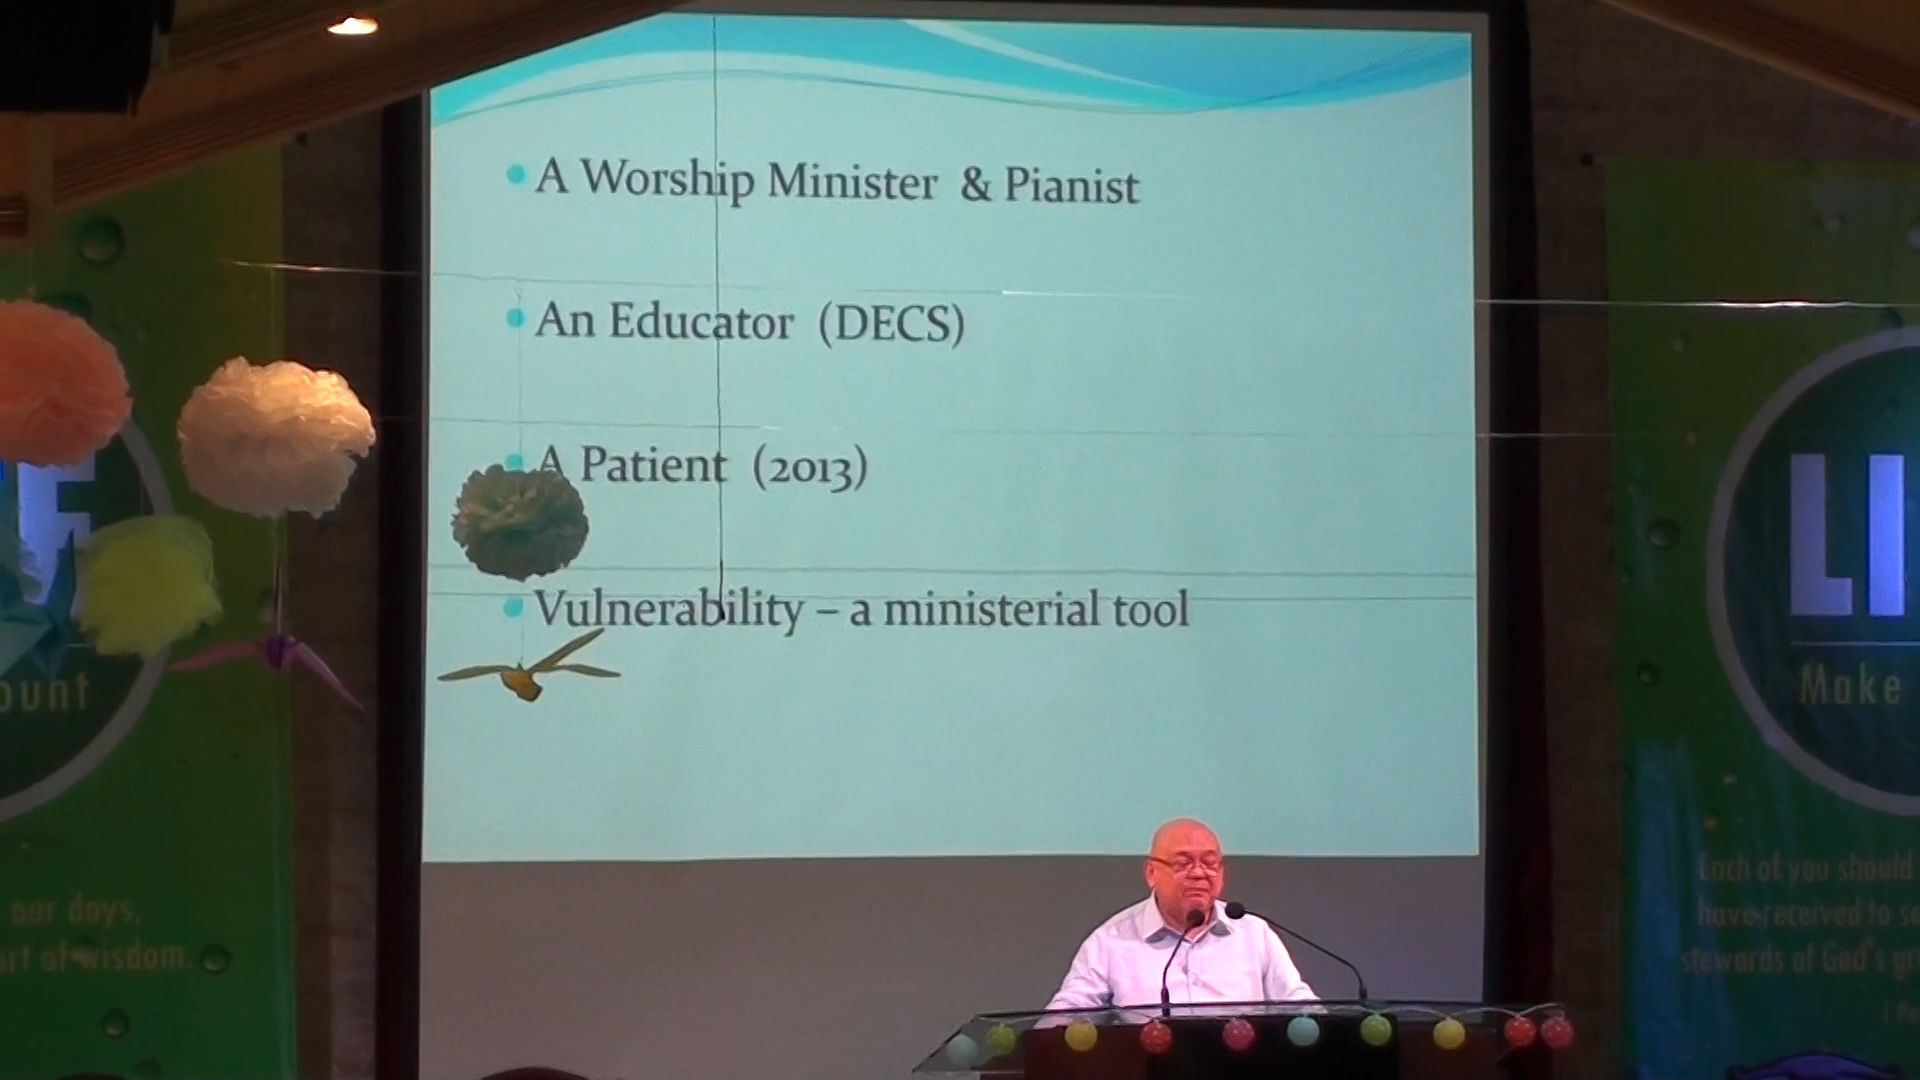 A Worship Minister & Pianist
An Educator (DECS)
A Patient (2013)
Vulnerability – a ministerial tool
ount
our days,
art of wisdom.
LI
Make
Each of you should
have received to se
stewards of God's gr